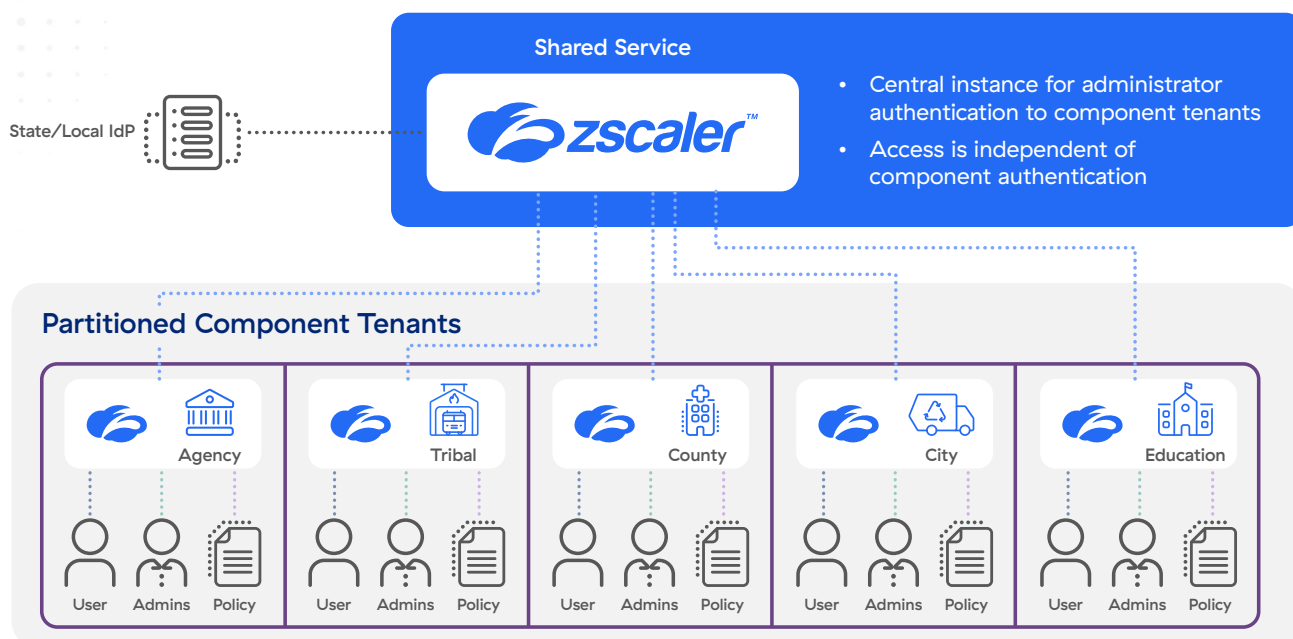 Shared Service
zscaler™
• Central instance for administrator
authentication to component tenants
• Access is independent of
component authentication
State/Local IdP
Partitioned Component Tenants
Agency
Tribal
County
City
Education
User Admins Policy
User Admins Policy
User Admins Policy
User Admins Policy
User Admins Policy